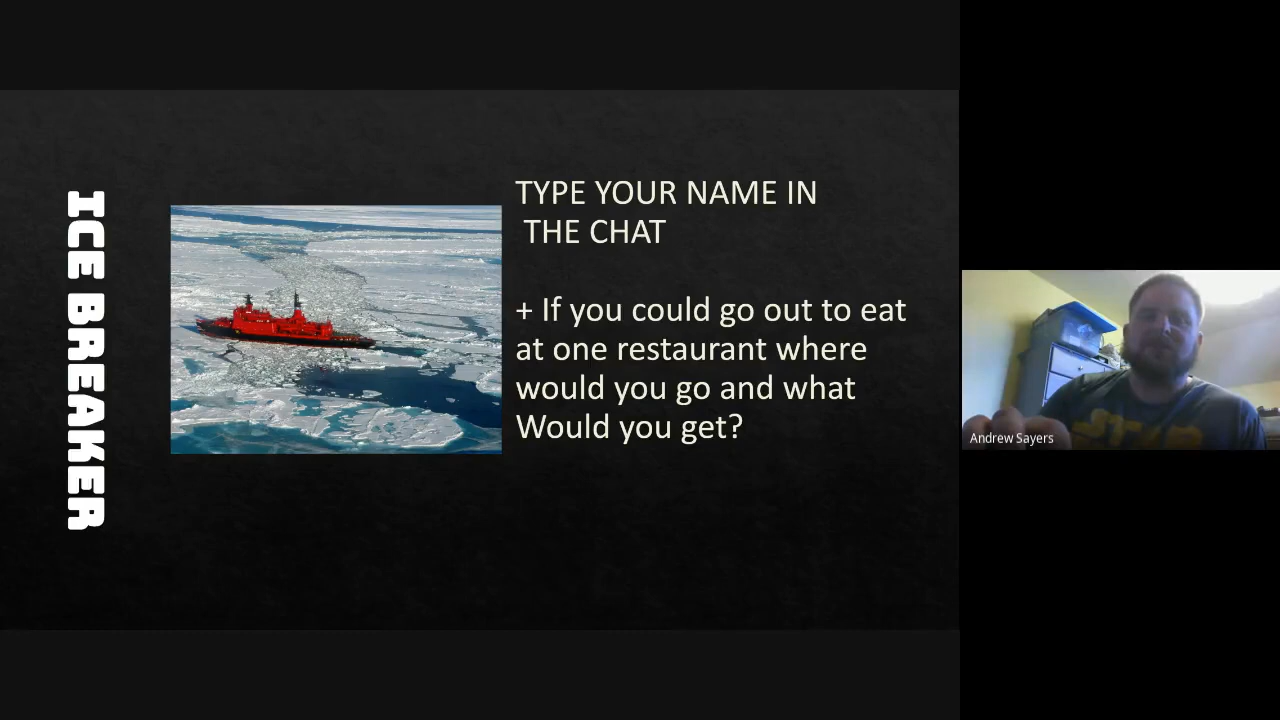 ICE BREAKER
TYPE YOUR NAME IN
THE CHAT
+ If you could go out to eat
at one restaurant where
would you go and what
Would you get?
Andrew Sayers